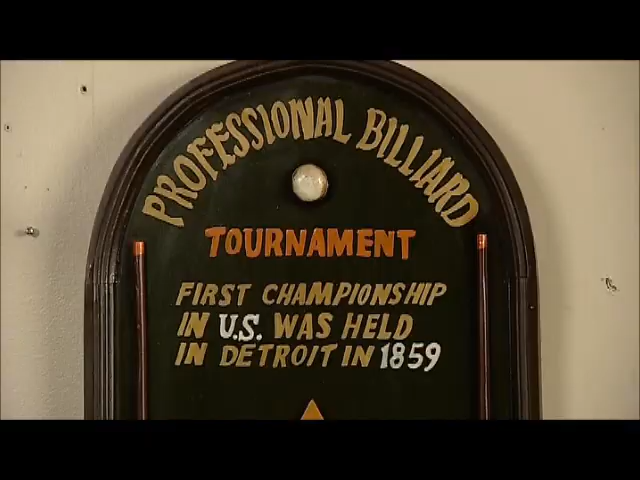 PROFESSIONAL BILLIARD
TOURNAMENT
FIRST CHAMPIONSHIP
IN U.S. WAS HELD
IN DETROIT IN 1859